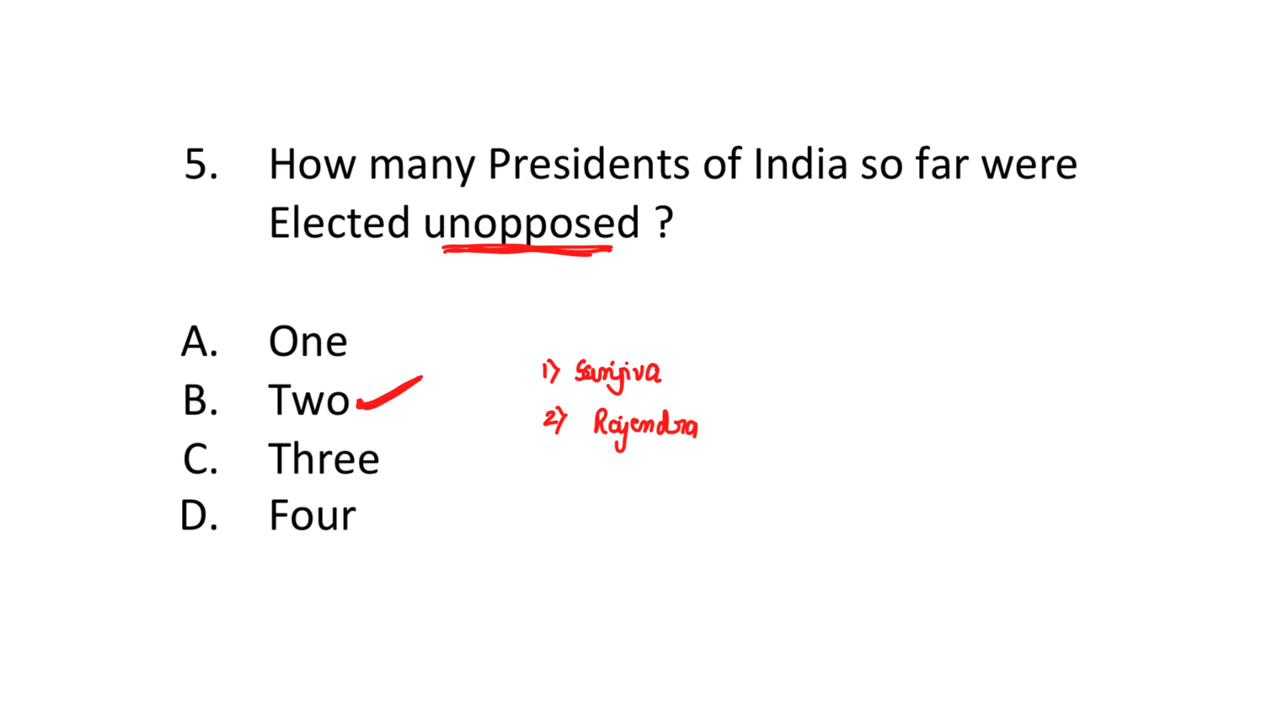 5. How many Presidents of India so far were
Elected unopposed ?
A. One
B. Two
C. Three
D. Four
1) Sanjiva
2) Rajendra